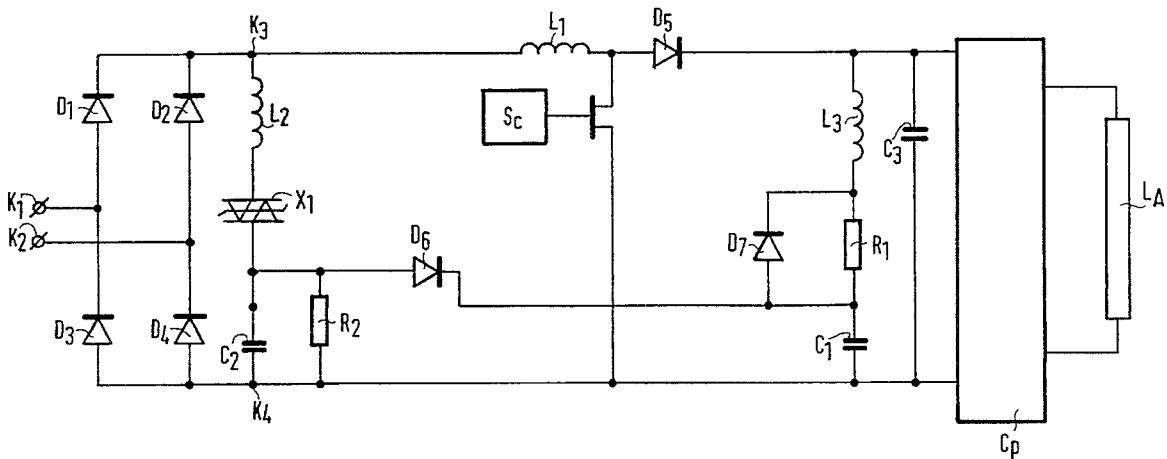 K3
L1
D5
D1
D2
L2
Sc
L3
C3
K1
X1
LA
K2
D6
D7
R1
D3
D4
C2
R2
C1
K4
Cp